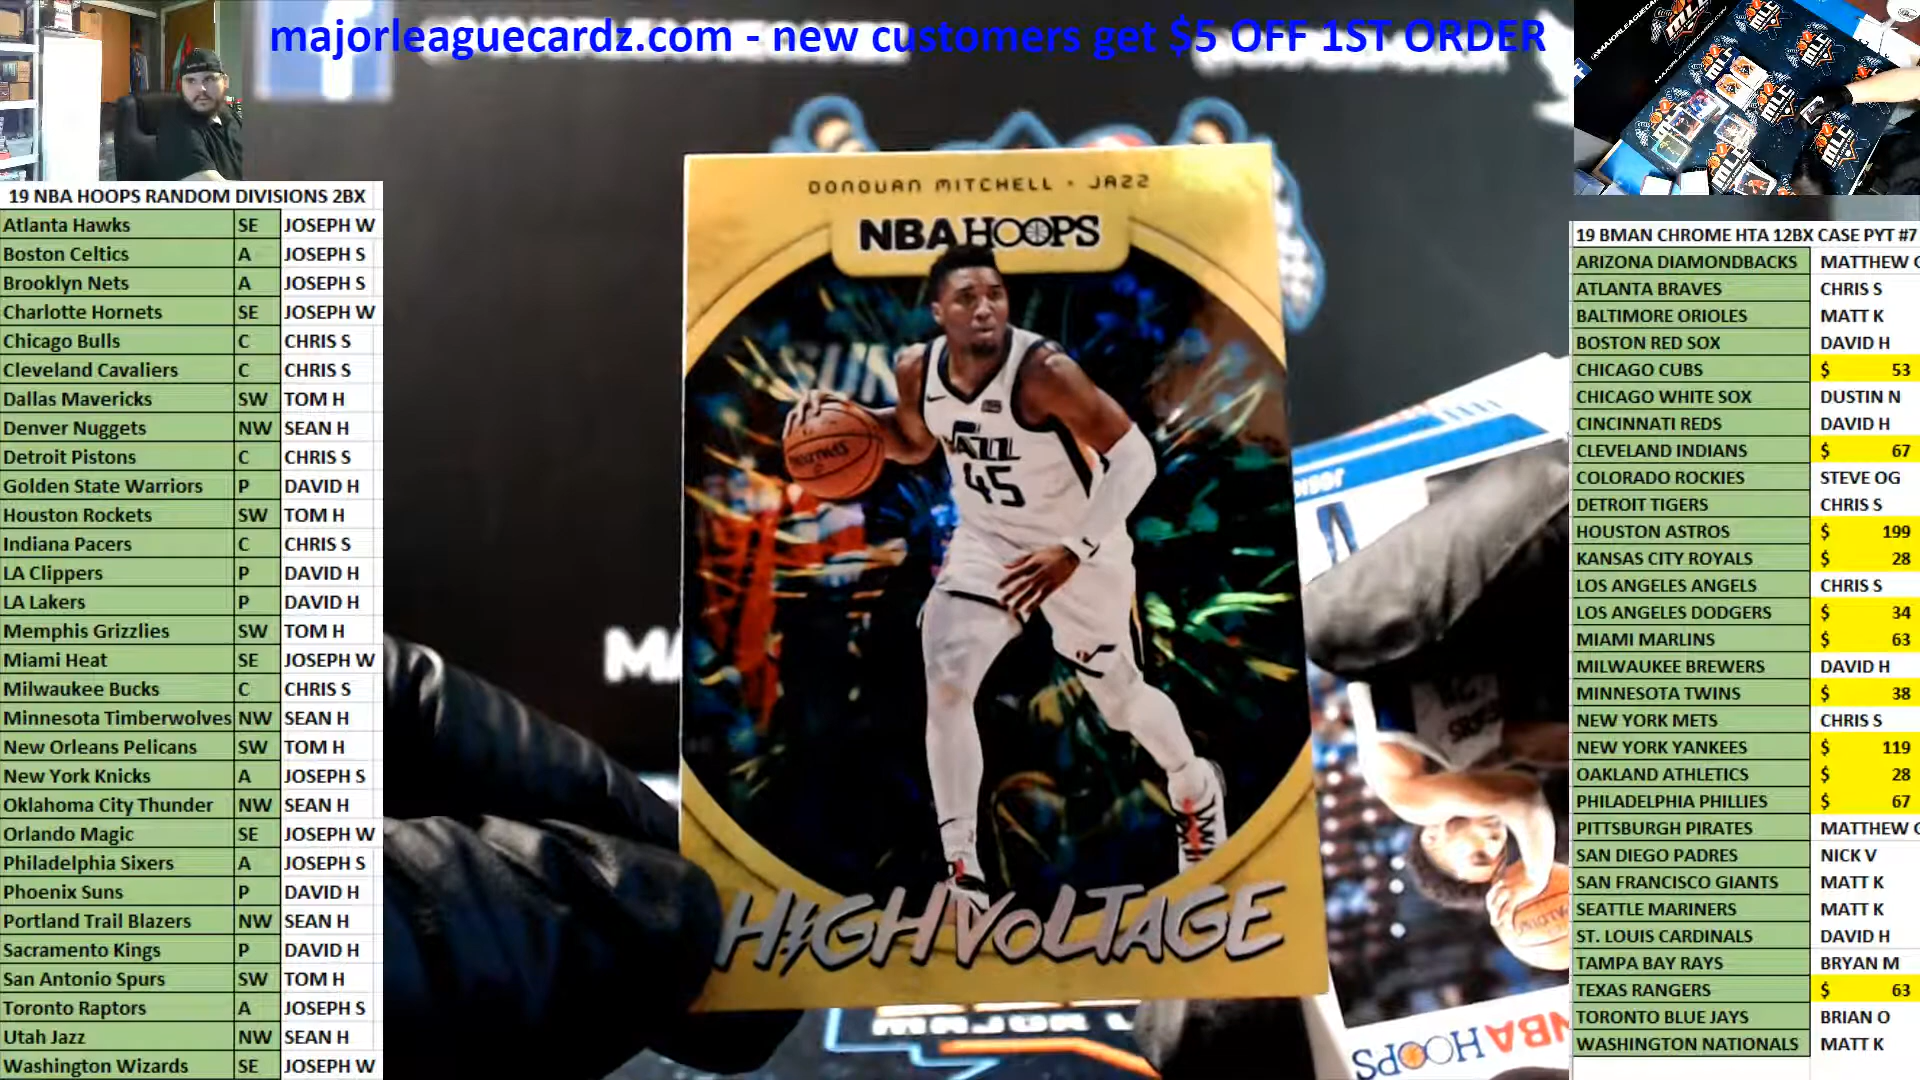 majorleaguecardz.com - new customers get $5 OFF 1ST ORDER
19 NBA HOOPS RANDOM DIVISIONS 2BX
Atlanta Hawks SE JOSEPH W
Boston Celtics A JOSEPH S
Brooklyn Nets A JOSEPH S
Charlotte Hornets SE JOSEPH W
Chicago Bulls C CHRIS S
Cleveland Cavaliers C CHRIS S
Dallas Mavericks SW TOM H
Denver Nuggets NW SEAN H
Detroit Pistons C CHRIS S
Golden State Warriors P DAVID H
Houston Rockets SW TOM H
Indiana Pacers C CHRIS S
LA Clippers P DAVID H
LA Lakers P DAVID H
Memphis Grizzlies SW TOM H
Miami Heat SE JOSEPH W
Milwaukee Bucks C CHRIS S
Minnesota Timberwolves NW SEAN H
New Orleans Pelicans SW TOM H
New York Knicks A JOSEPH S
Oklahoma City Thunder NW SEAN H
Orlando Magic SE JOSEPH W
Philadelphia Sixers A JOSEPH S
Phoenix Suns P DAVID H
Portland Trail Blazers NW SEAN H
Sacramento Kings P DAVID H
San Antonio Spurs SW TOM H
Toronto Raptors A JOSEPH S
Utah Jazz NW SEAN H
Washington Wizards SE JOSEPH W
DONOVAN MITCHELL - JAZZ
NBA HOOPS
SUN
JAZZ
45
HIGH VOLTAGE
NBA HOOPS
MLC
MLC
MLC
19 BMAN CHROME HTA 12BX CASE PYT #7
ARIZONA DIAMONDBACKS MATTHEW
ATLANTA BRAVES CHRIS S
BALTIMORE ORIOLES MATT K
BOSTON RED SOX DAVID H
CHICAGO CUBS $ 53
CHICAGO WHITE SOX DUSTIN N
CINCINNATI REDS DAVID H
CLEVELAND INDIANS $ 67
COLORADO ROCKIES STEVE OG
DETROIT TIGERS CHRIS S
HOUSTON ASTROS $ 199
KANSAS CITY ROYALS $ 28
LOS ANGELES ANGELS CHRIS S
LOS ANGELES DODGERS $ 34
MIAMI MARLINS $ 63
MILWAUKEE BREWERS DAVID H
MINNESOTA TWINS $ 38
NEW YORK METS CHRIS S
NEW YORK YANKEES $ 119
OAKLAND ATHLETICS $ 28
PHILADELPHIA PHILLIES $ 67
PITTSBURGH PIRATES MATTHEW
SAN DIEGO PADRES NICK V
SAN FRANCISCO GIANTS MATT K
SEATTLE MARINERS MATT K
ST. LOUIS CARDINALS DAVID H
TAMPA BAY RAYS BRYAN M
TEXAS RANGERS $ 63
TORONTO BLUE JAYS BRIAN O
WASHINGTON NATIONALS MATT K